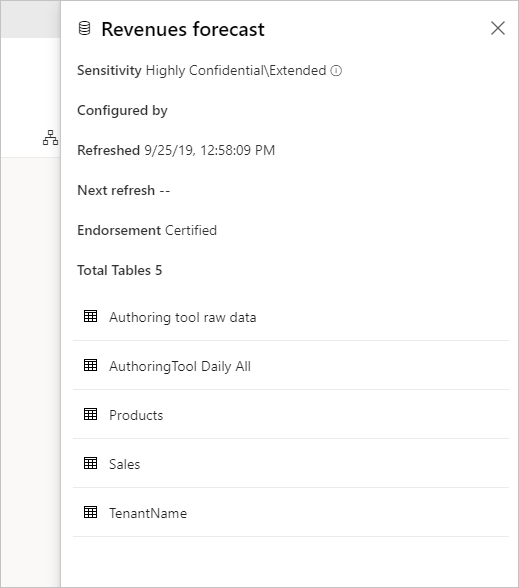 Revenues forecast
Sensitivity Highly Confidential\Extended
Configured by
Refreshed 9/25/19, 12:58:09 PM
Next refresh --
Endorsement Certified
Total Tables 5
Authoring tool raw data
AuthoringTool Daily All
Products
Sales
TenantName